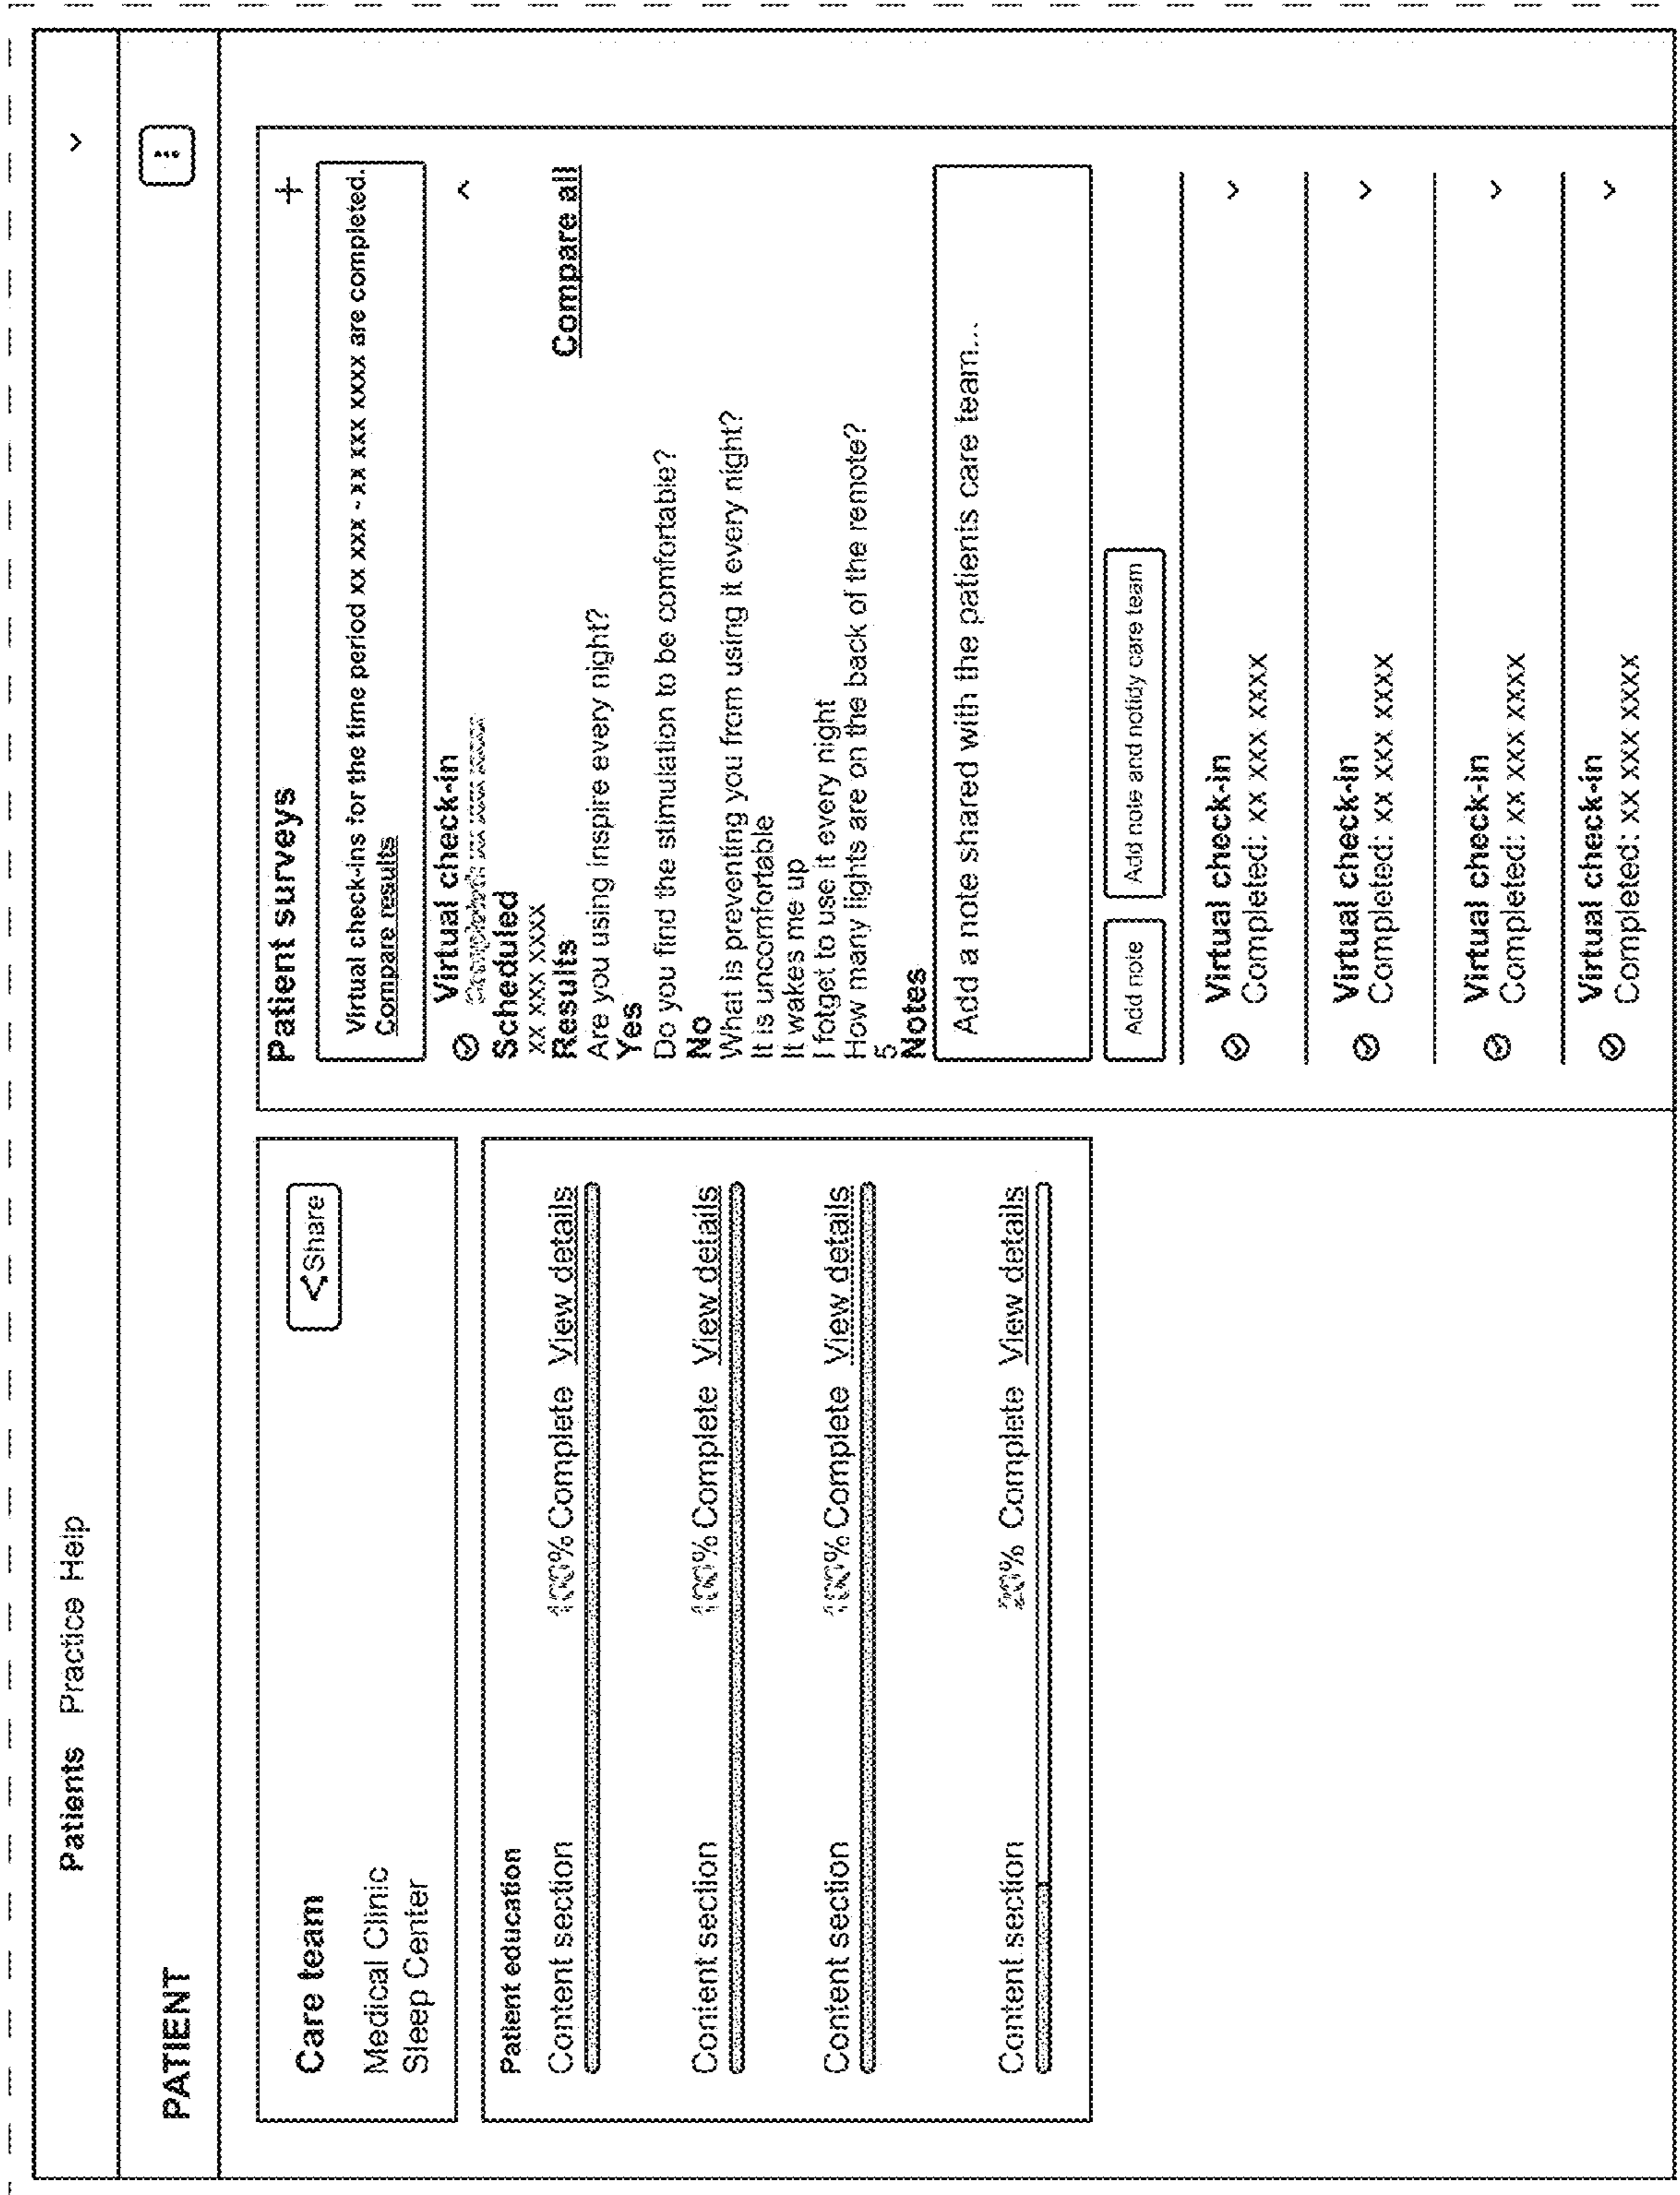 Patients Practice Help
PATIENT
Care team
Share
Medical Clinic
Sleep Center
Patient education
Content section 100% Complete View details
Content section 100% Complete View details
Content section 100% Complete View details
Content section 20% Complete View details
Patient surveys
Virtual check-ins for the time period xx xxx - xx xxx xxxx are completed.
Compare results
Virtual check-in
Scheduled
xx xxx xxxx
Results Compare all
Are you using inspire every night?
Yes
Do you find the stimulation to be comfortable?
No
What is preventing you from using it every night?
It is uncomfortable
It wakes me up
I fotget to use it every night
How many lights are on the back of the remote?
5
Notes
Add a note shared with the patients care team...
Add note Add note and notidy care team
Virtual check-in
Completed: xx xxx xxxx
Virtual check-in
Completed: xx xxx xxxx
Virtual check-in
Completed: xx xxx xxxx
Virtual check-in
Completed: xx xxx xxxx